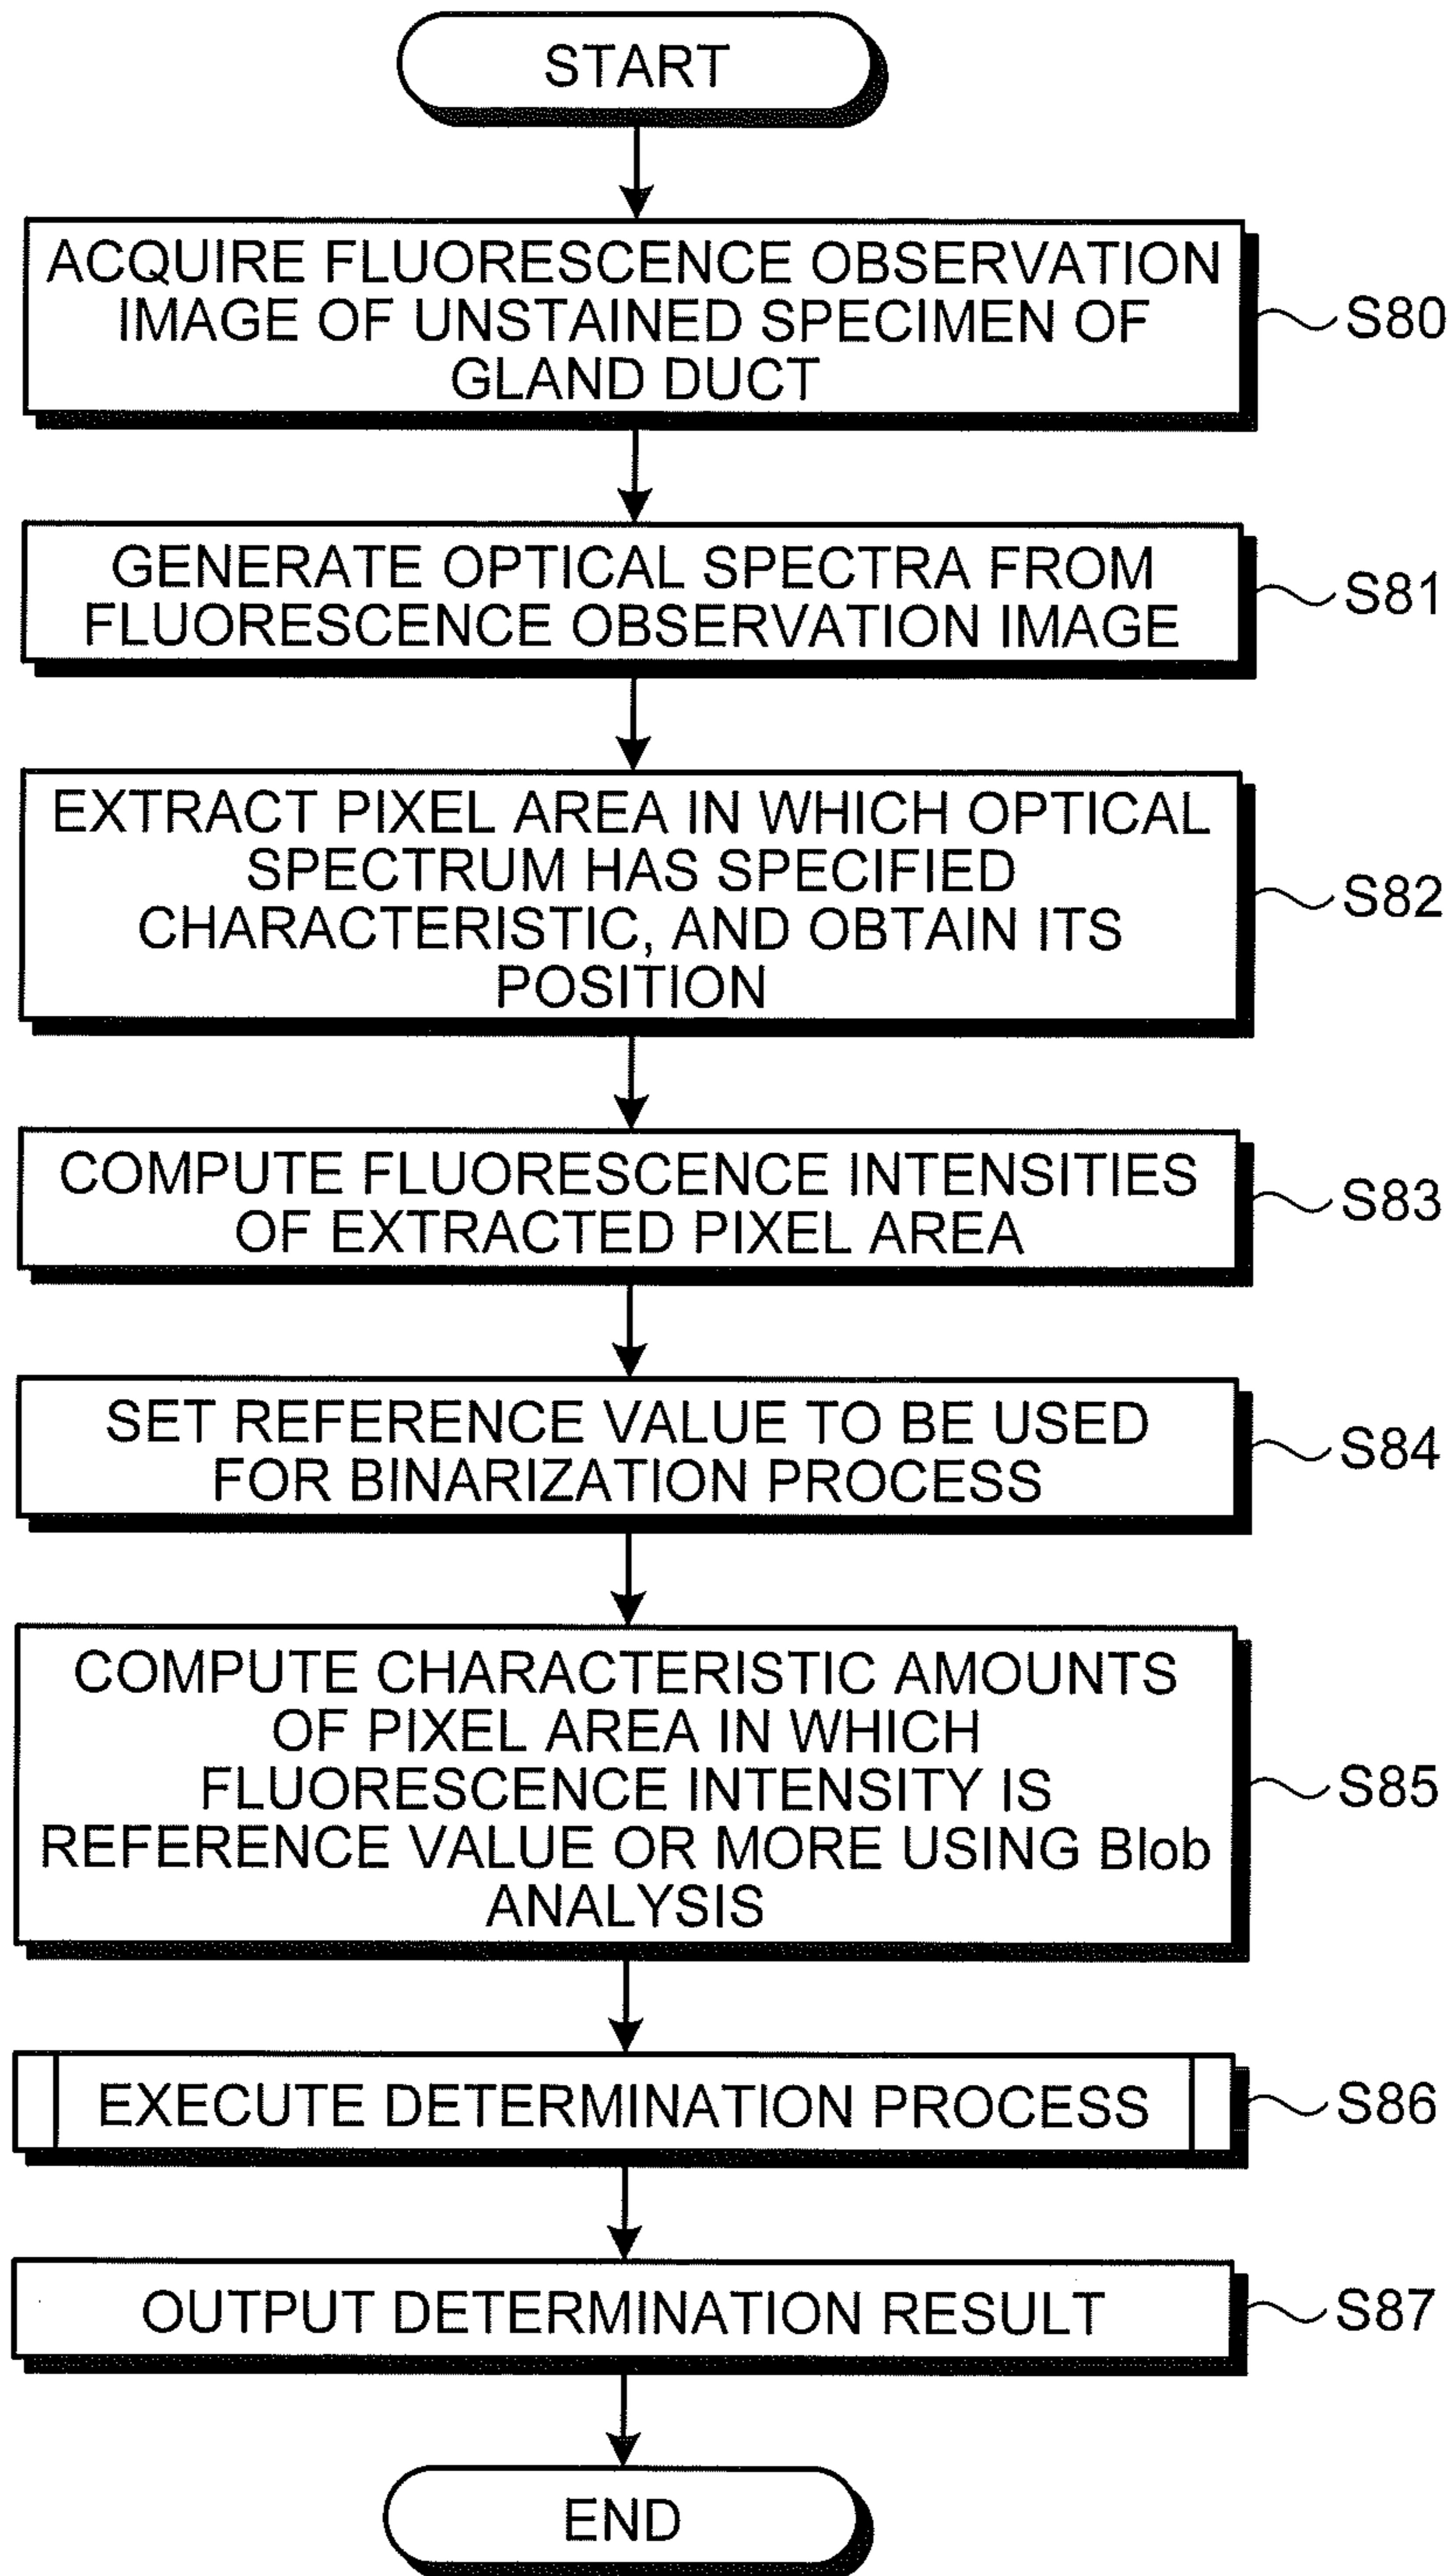 START
ACQUIRE FLUORESCENCE OBSERVATION
IMAGE OF UNSTAINED SPECIMEN OF
GLAND DUCT
S80
GENERATE OPTICAL SPECTRA FROM
FLUORESCENCE OBSERVATION IMAGE
S81
EXTRACT PIXEL AREA IN WHICH OPTICAL
SPECTRUM HAS SPECIFIED
CHARACTERISTIC, AND OBTAIN ITS
POSITION
S82
COMPUTE FLUORESCENCE INTENSITIES
OF EXTRACTED PIXEL AREA
S83
SET REFERENCE VALUE TO BE USED
FOR BINARIZATION PROCESS
S84
COMPUTE CHARACTERISTIC AMOUNTS
OF PIXEL AREA IN WHICH
FLUORESCENCE INTENSITY IS
REFERENCE VALUE OR MORE USING Blob
ANALYSIS
S85
EXECUTE DETERMINATION PROCESS
S86
OUTPUT DETERMINATION RESULT
S87
END